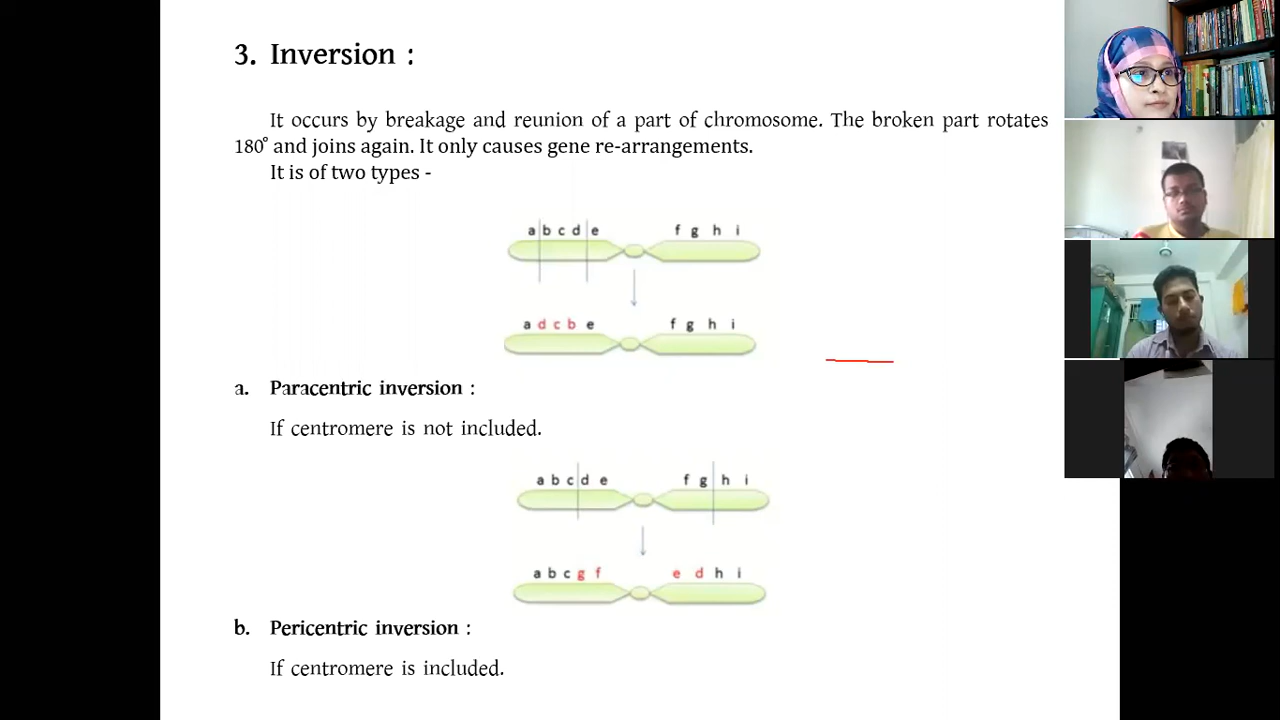 3. Inversion :
It occurs by breakage and reunion of a part of chromosome. The broken part rotates
180° and joins again. It only causes gene re-arrangements.
It is of two types -
a b c d e f g h i
a d c b e f g h i
a. Paracentric inversion :
If centromere is not included.
a b c d e f g h i
a b c g f e d h i
b. Pericentric inversion :
If centromere is included.